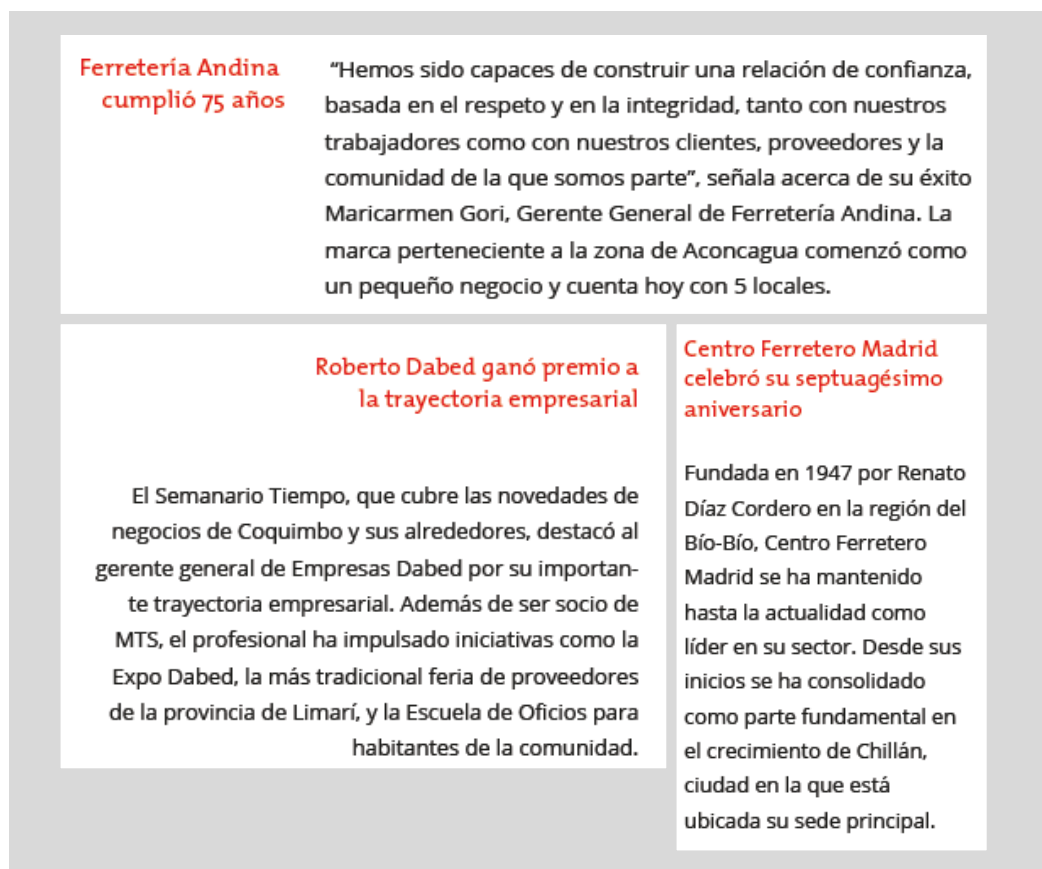 Ferretería Andina
cumplió 75 años
“Hemos sido capaces de construir una relación de confianza,
basada en el respeto y en la integridad, tanto con nuestros
trabajadores como con nuestros clientes, proveedores y la
comunidad de la que somos parte”, señala acerca de su éxito
Maricarmen Gori, Gerente General de Ferretería Andina. La
marca perteneciente a la zona de Aconcagua comenzó como
un pequeño negocio y cuenta hoy con 5 locales.
Roberto Dabed ganó premio a
la trayectoria empresarial
El Semanario Tiempo, que cubre las novedades de
negocios de Coquimbo y sus alrededores, destacó al
gerente general de Empresas Dabed por su importan-
te trayectoria empresarial. Además de ser socio de
MTS, el profesional ha impulsado iniciativas como la
Expo Dabed, la más tradicional feria de proveedores
de la provincia de Limarí, y la Escuela de Oficios para
habitantes de la comunidad.
Centro Ferretero Madrid
celebró su septuagésimo
aniversario
Fundada en 1947 por Renato
Díaz Cordero en la región del
Bío-Bío, Centro Ferretero
Madrid se ha mantenido
hasta la actualidad como
líder en su sector. Desde sus
inicios se ha consolidado
como parte fundamental en
el crecimiento de Chillán,
ciudad en la que está
ubicada su sede principal.